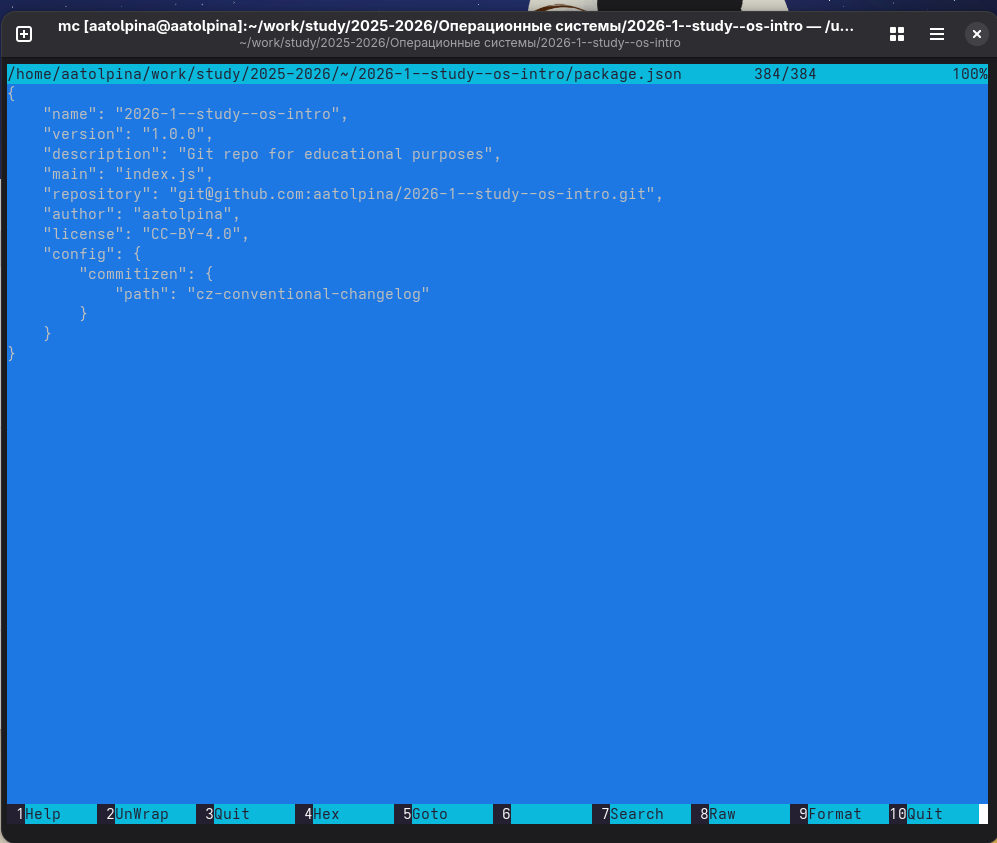 mc [aatolpina@aatolpina]:~/work/study/2025-2026/Операционные системы/2026-1--study--os-intro — /u...
~/work/study/2025-2026/Операционные системы/2026-1--study--os-intro
/home/aatolpina/work/study/2025-2026/~/2026-1--study--os-intro/package.json 384/384 100%
{
    "name": "2026-1--study--os-intro",
    "version": "1.0.0",
    "description": "Git repo for educational purposes",
    "main": "index.js",
    "repository": "git@github.com:aatolpina/2026-1--study--os-intro.git",
    "author": "aatolpina",
    "license": "CC-BY-4.0",
    "config": {
        "commitizen": {
            "path": "cz-conventional-changelog"
        }
    }
}
1Help 2UnWrap 3Quit 4Hex 5Goto 6 7Search 8Raw 9Format 10Quit